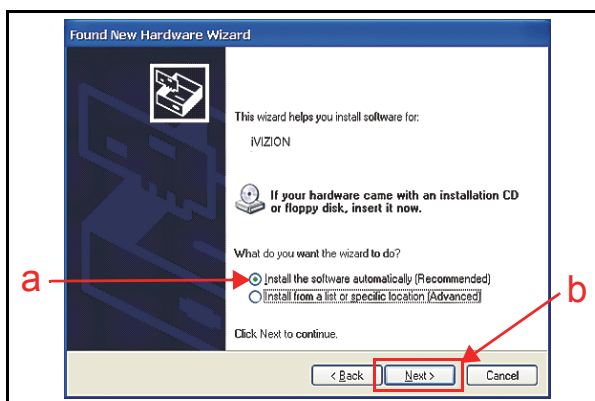 Found New Hardware Wizard
This wizard helps you install software for:
iVIZION
If your hardware came with an installation CD
or floppy disk, insert it now.
What do you want the wizard to do?
a
Install the software automatically (Recommended)
Install from a list or specific location (Advanced)
b
Click Next to continue.
< Back
Next >
Cancel